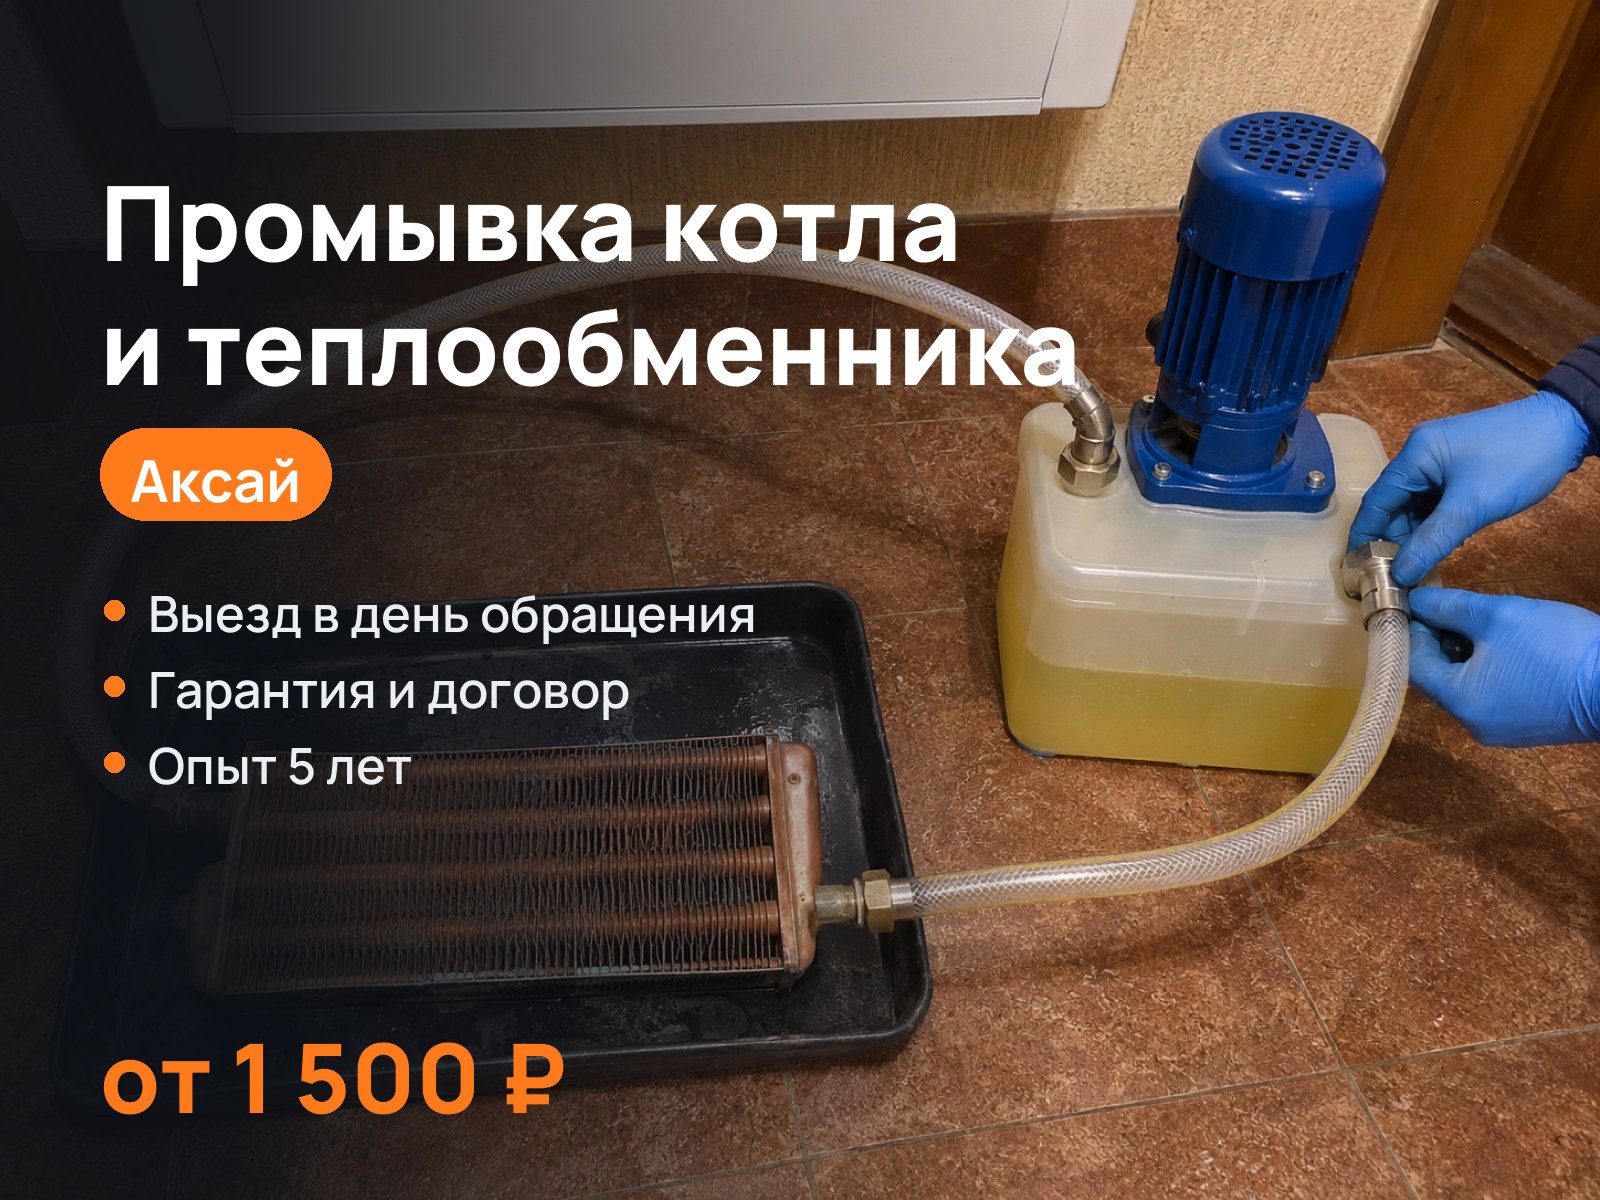 Промывка котла
и теплообменника
Аксай
Выезд в день обращения
Гарантия и договор
Опыт 5 лет
от 1 500 ₽